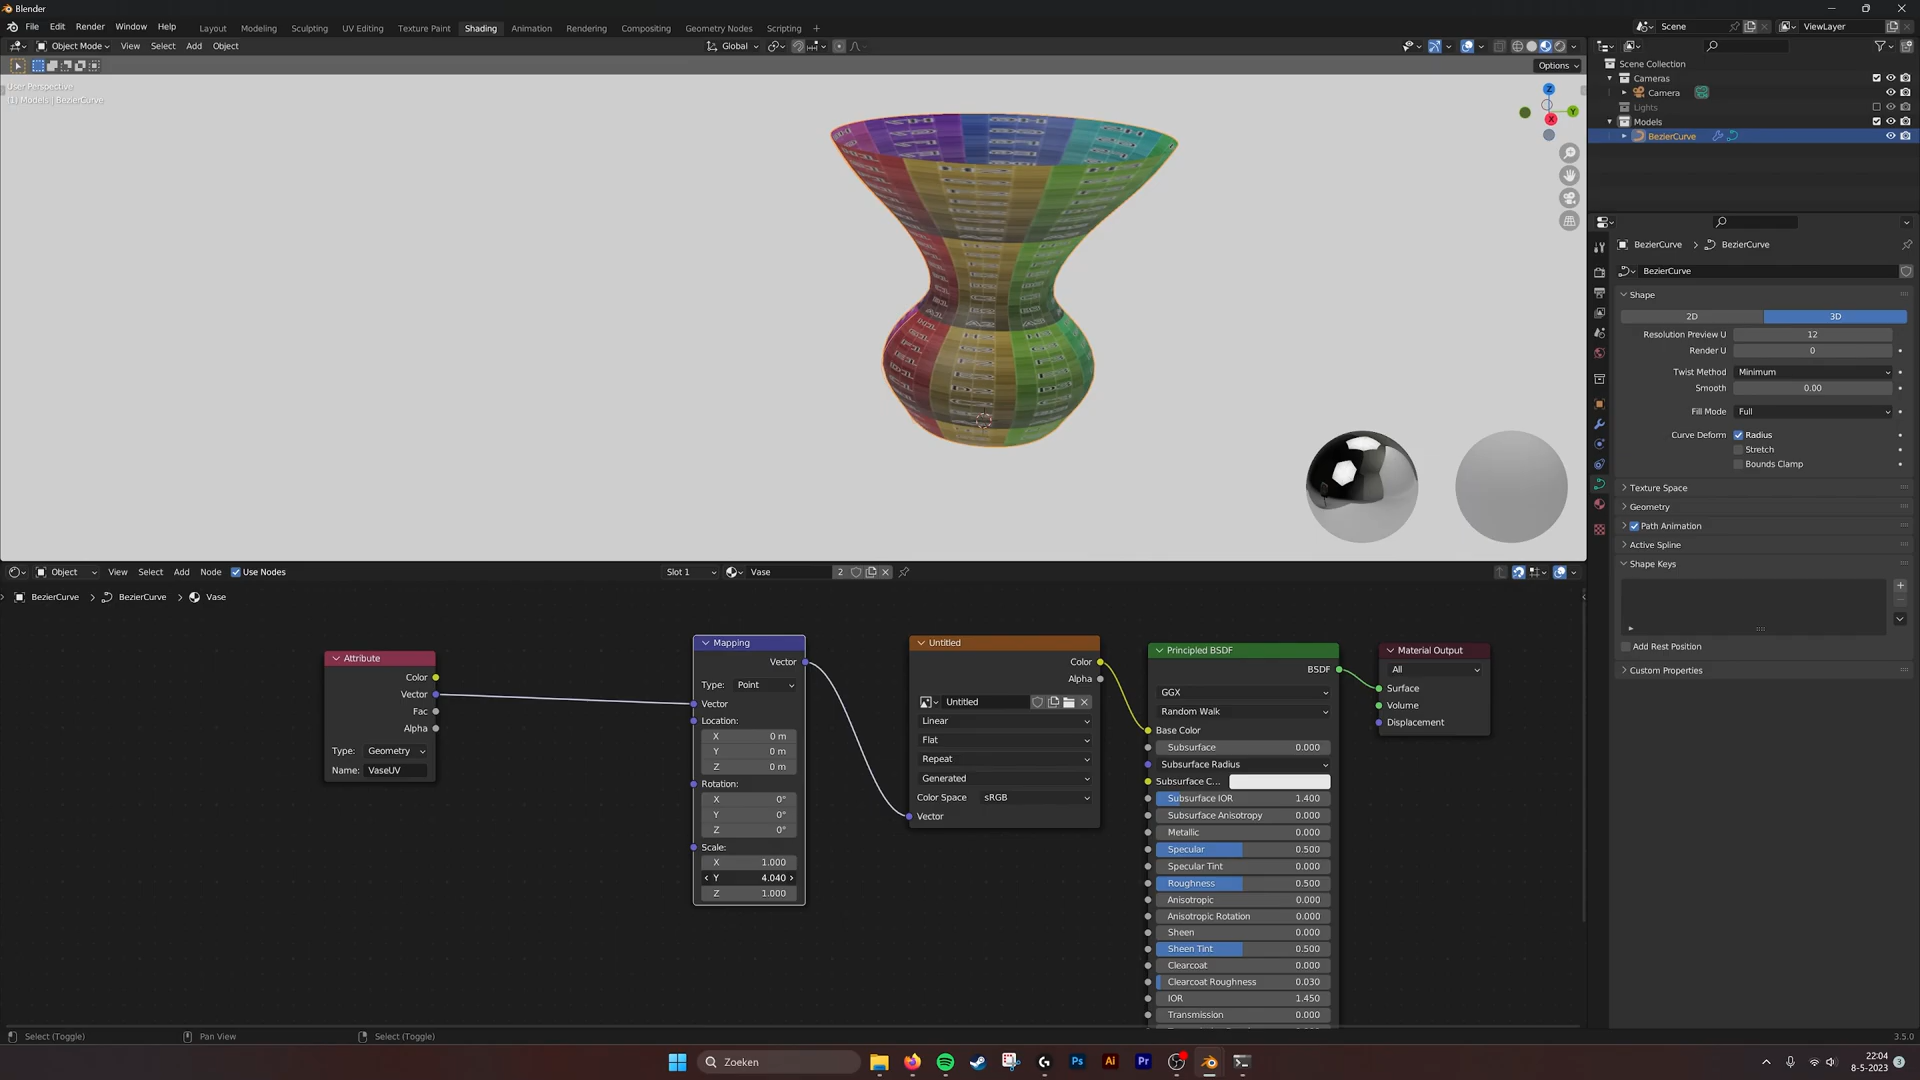 Blender
File Edit Render Window Help
Layout Modeling Sculpting UV Editing Texture Paint Shading Animation Rendering Compositing Geometry Nodes Scripting +
Scene
ViewLayer
Object Mode View Select Add Object
Global
Options
User Perspective
(1) Models | BezierCurve
Z
Y
X
Scene Collection
Cameras
Camera
Lights
Models
BezierCurve
BezierCurve > BezierCurve
BezierCurve
Shape
2D 3D
Resolution Preview U 12
Render U 0
Twist Method Minimum
Smooth 0.00
Fill Mode Full
Curve Deform Radius
Stretch
Bounds Clamp
Texture Space
Geometry
Path Animation
Active Spline
Shape Keys
Add Rest Position
Custom Properties
Object View Select Add Node Use Nodes
Slot 1
Vase 2
BezierCurve > BezierCurve > Vase
Attribute
Color
Vector
Fac
Alpha
Type: Geometry
Name: VaseUV
Mapping
Vector
Type: Point
Vector
Location:
X 0 m
Y 0 m
Z 0 m
Rotation:
X 0°
Y 0°
Z 0°
Scale:
X 1.000
Y 4.040
Z 1.000
Untitled
Color
Alpha
Untitled
Linear
Flat
Repeat
Generated
Color Space sRGB
Vector
Principled BSDF
BSDF
GGX
Random Walk
Base Color
Subsurface 0.000
Subsurface Radius
Subsurface C...
Subsurface IOR 1.400
Subsurface Anisotropy 0.000
Metallic 0.000
Specular 0.500
Specular Tint 0.000
Roughness 0.500
Anisotropic 0.000
Anisotropic Rotation 0.000
Sheen 0.000
Sheen Tint 0.500
Clearcoat 0.000
Clearcoat Roughness 0.030
IOR 1.450
Transmission 0.000
Material Output
All
Surface
Volume
Displacement
Select (Toggle) Pan View Select (Toggle)
3.5.0
Zoeken
Ps Ai Pr
22:04
8-5-2023
3